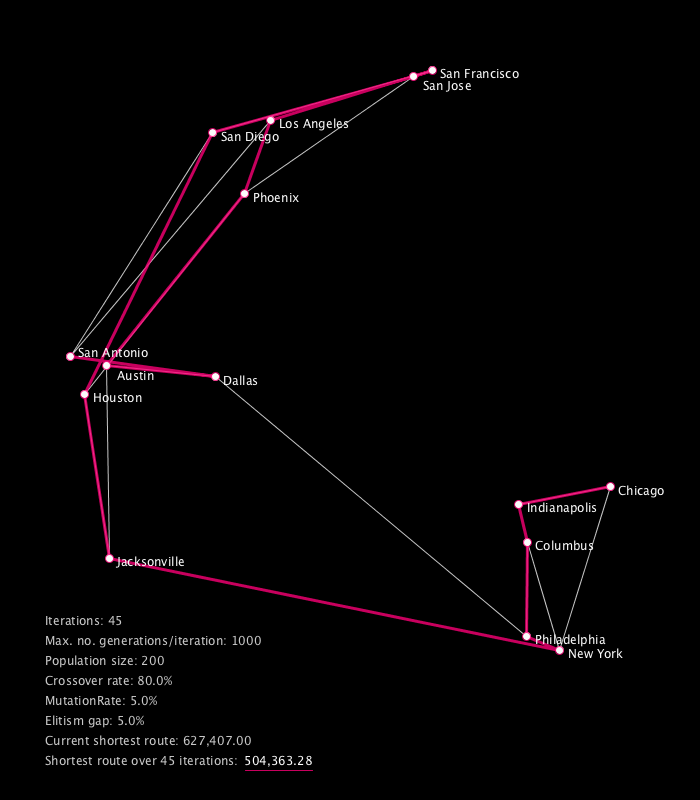 San Francisco
San Jose
Los Angeles
San Diego
Phoenix
San Antonio
Austin
Dallas
Houston
Chicago
Indianapolis
Columbus
Jacksonville
Philadelphia
New York
Iterations: 45
Max. no. generations/iteration: 1000
Population size: 200
Crossover rate: 80.0%
MutationRate: 5.0%
Elitism gap: 5.0%
Current shortest route: 627,407.00
Shortest route over 45 iterations: 504,363.28